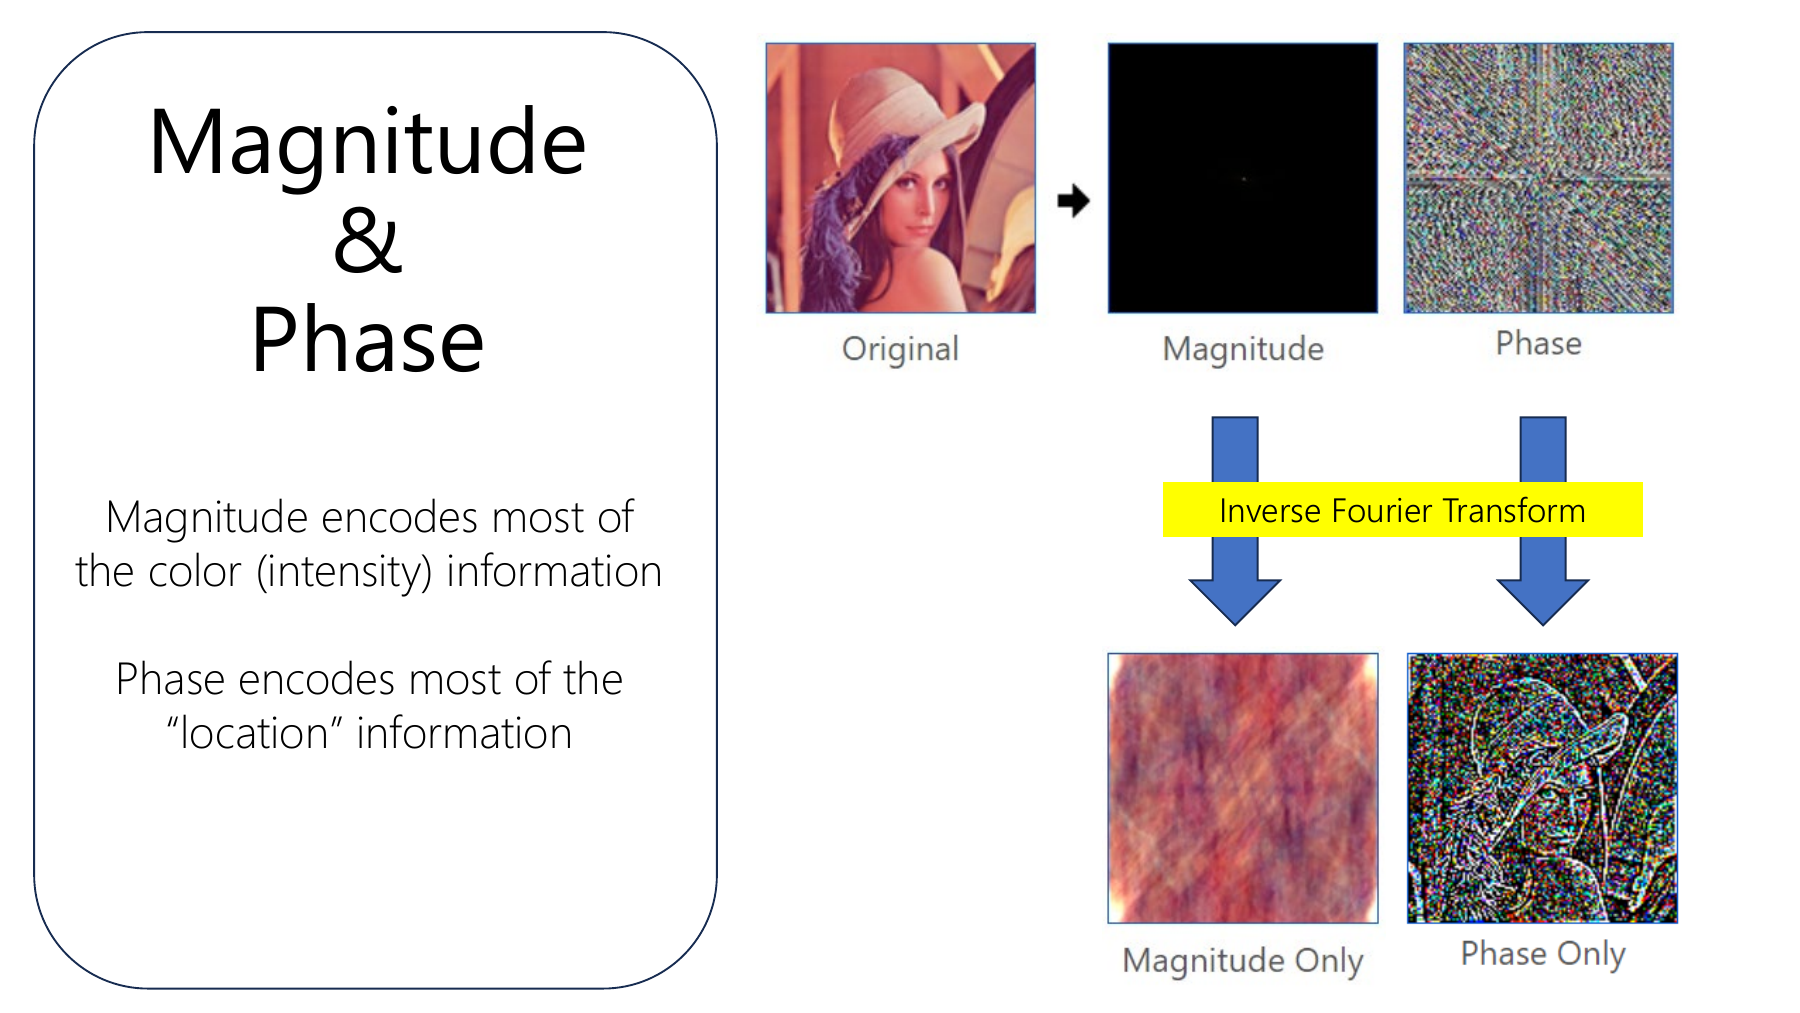 Magnitude
&
Phase
Magnitude encodes most of
the color (intensity) information
Phase encodes most of the
“location” information
Original
Magnitude
Phase
Inverse Fourier Transform
Magnitude Only
Phase Only